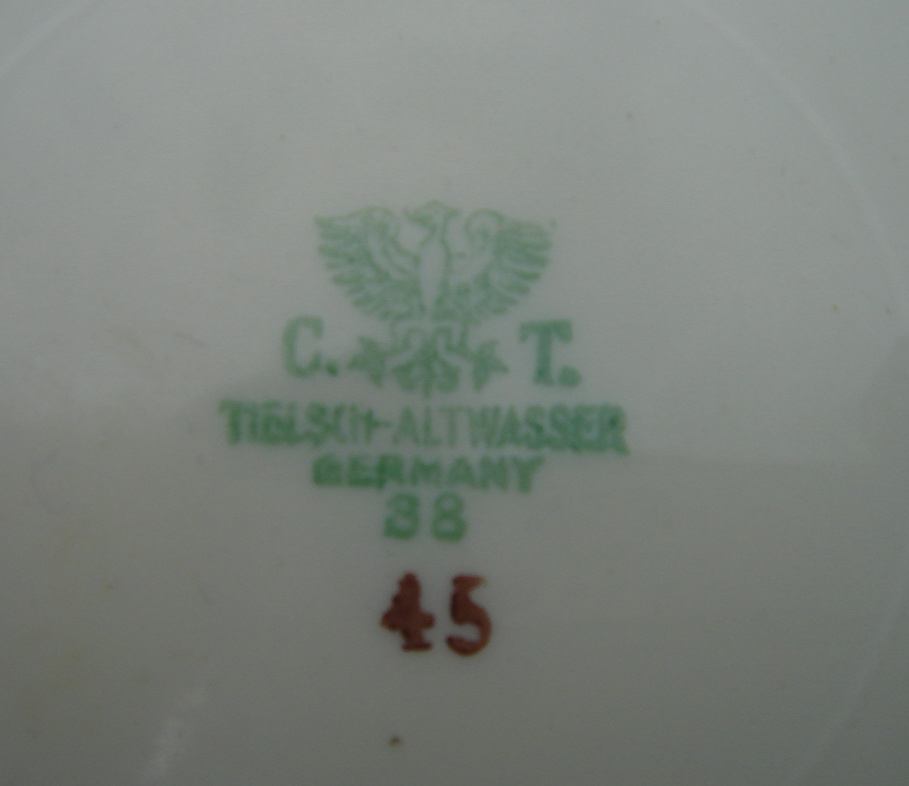 C. T.
TIELSCH-ALTWASSER
GERMANY
38
45